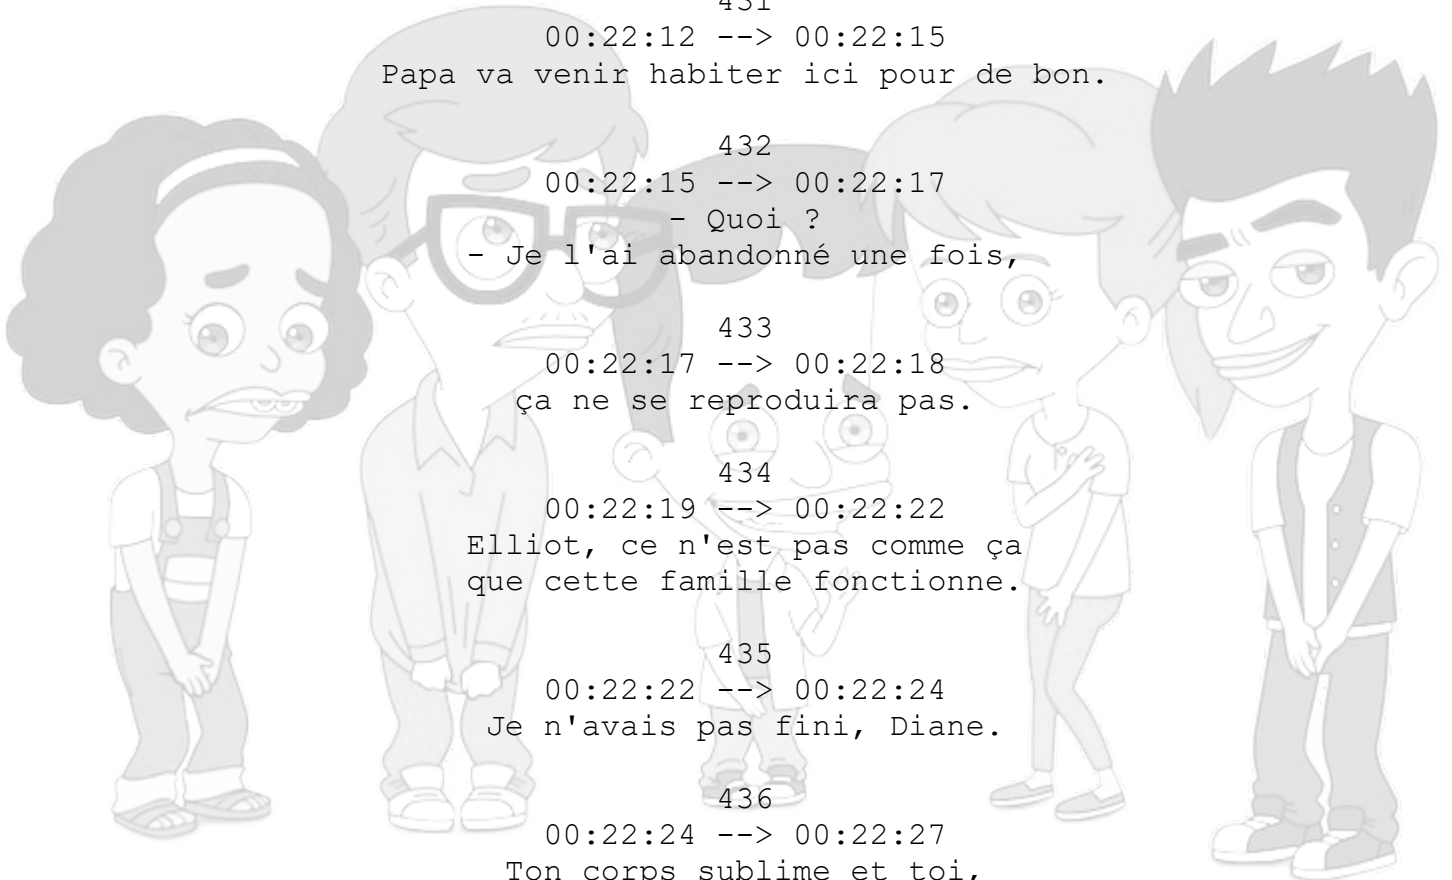 431
00:22:12 --> 00:22:15
Papa va venir habiter ici pour de bon.
432
00:22:15 --> 00:22:17
- Quoi ?
- Je l'ai abandonné une fois,
433
00:22:17 --> 00:22:18
ça ne se reproduira pas.
434
00:22:19 --> 00:22:22
Elliot, ce n'est pas comme ça
que cette famille fonctionne.
435
00:22:22 --> 00:22:24
Je n'avais pas fini, Diane.
436
00:22:24 --> 00:22:27
Ton corps sublime et toi,